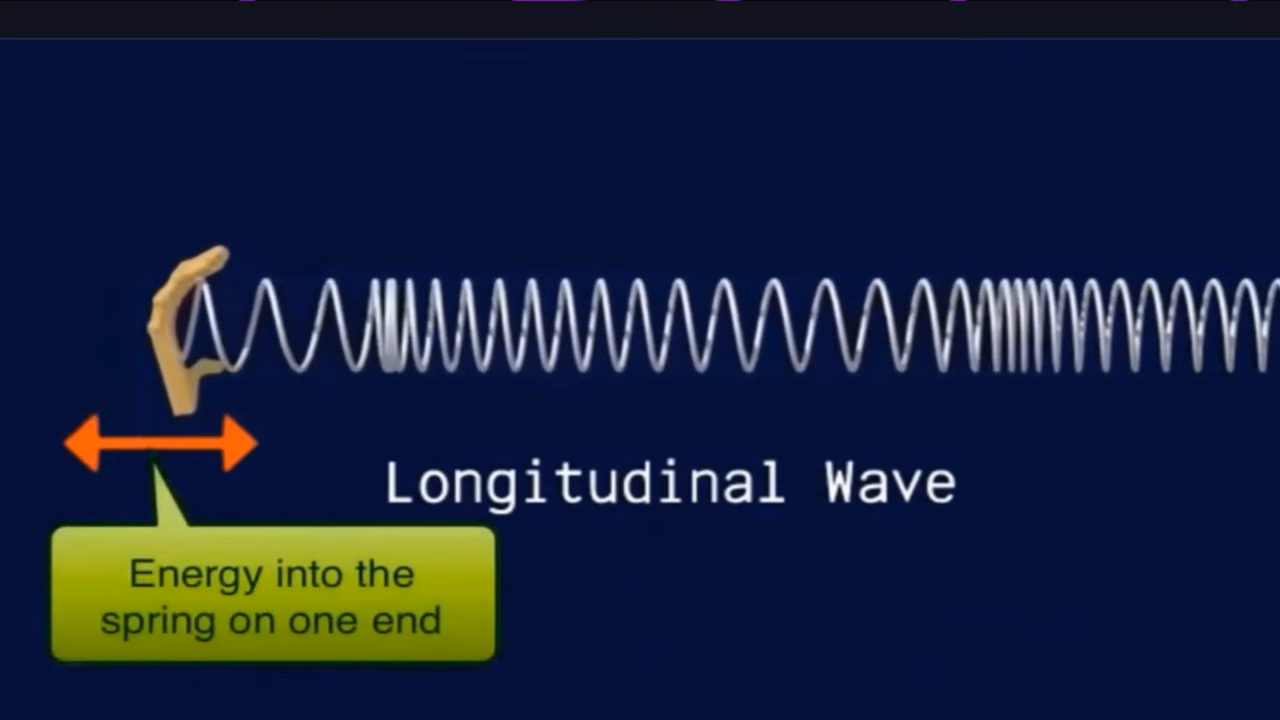 Longitudinal Wave
Energy into the
spring on one end